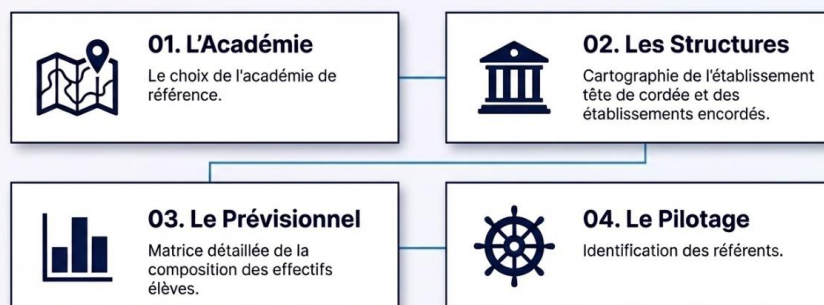 01. L'Académie
Le choix de l'académie de
référence.
02. Les Structures
Cartographie de l'établissement
tête de cordée et des
établissements encordés.
03. Le Prévisionnel
Matrice détaillée de la
composition des effectifs
élèves.
04. Le Pilotage
Identification des référents.